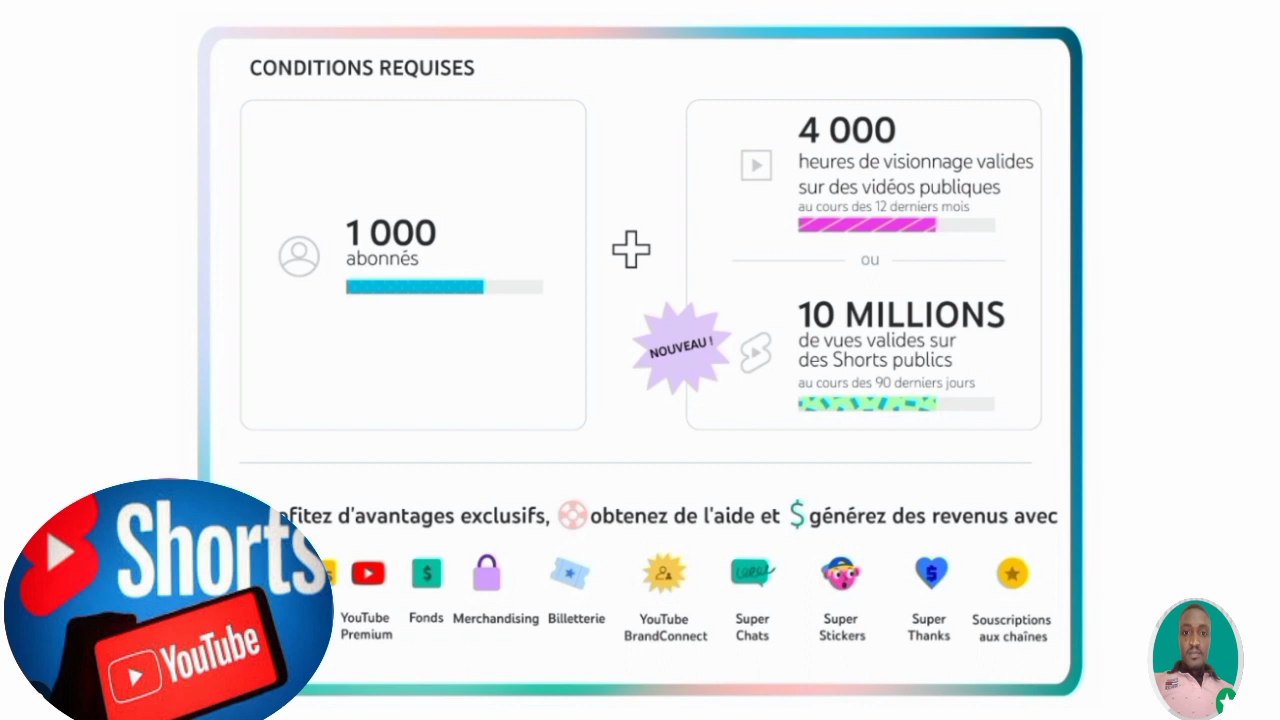 CONDITIONS REQUISES
1 000
abonnés
4 000
heures de visionnage valides
sur des vidéos publiques
au cours des 12 derniers mois
ou
NOUVEAU !
10 MILLIONS
de vues valides sur
des Shorts publics
au cours des 90 derniers jours
fitez d'avantages exclusifs, obtenez de l'aide et $ générez des revenus avec
YouTube
Premium
Fonds
Merchandising
Billetterie
YouTube
BrandConnect
Super
Chats
Super
Stickers
Super
Thanks
Souscriptions
aux chaînes
Shorts
YouTube